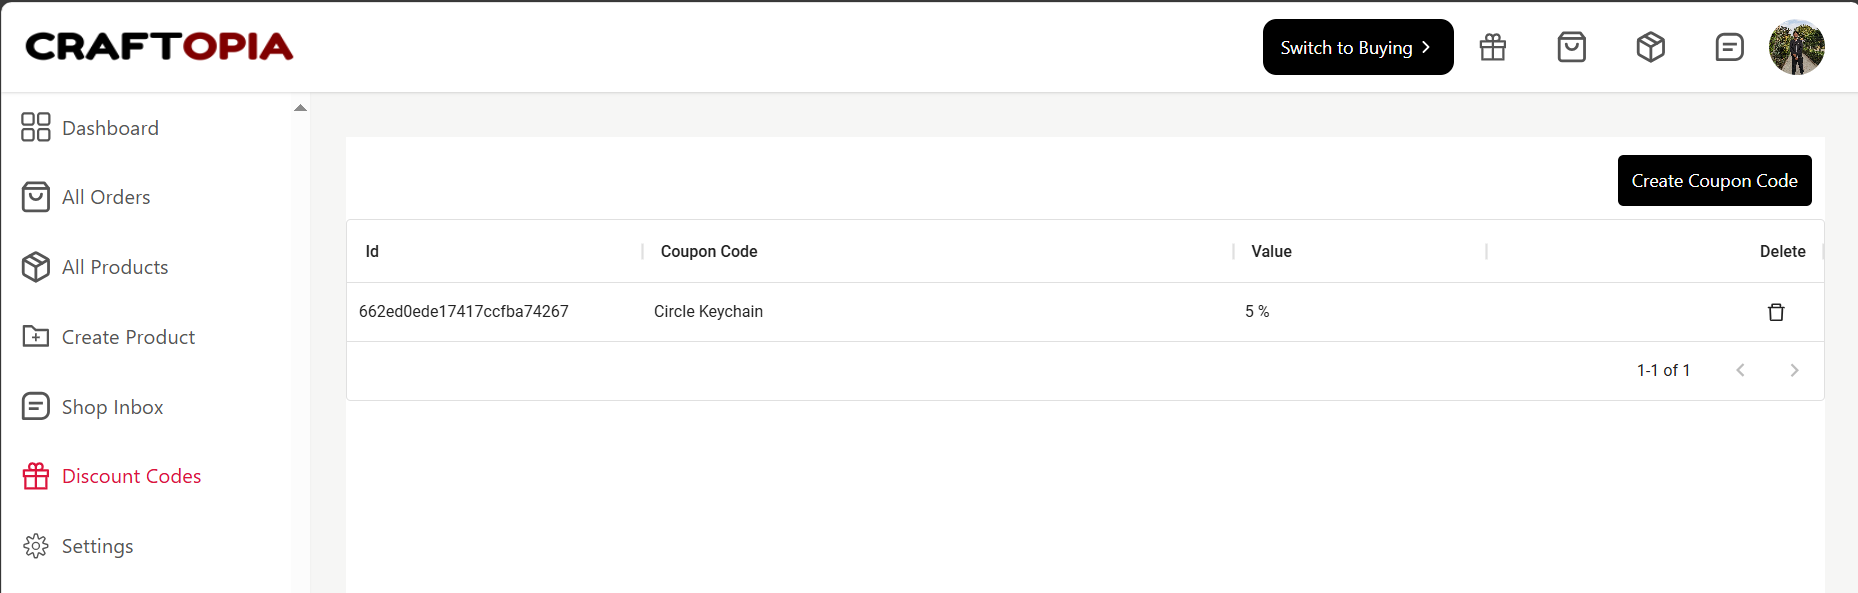 CRAFTOPIA
Switch to Buying
Dashboard
All Orders
All Products
Create Product
Shop Inbox
Discount Codes
Settings
Create Coupon Code
Id Coupon Code Value Delete
662ed0ede17417ccfba74267 Circle Keychain 5 %
1-1 of 1